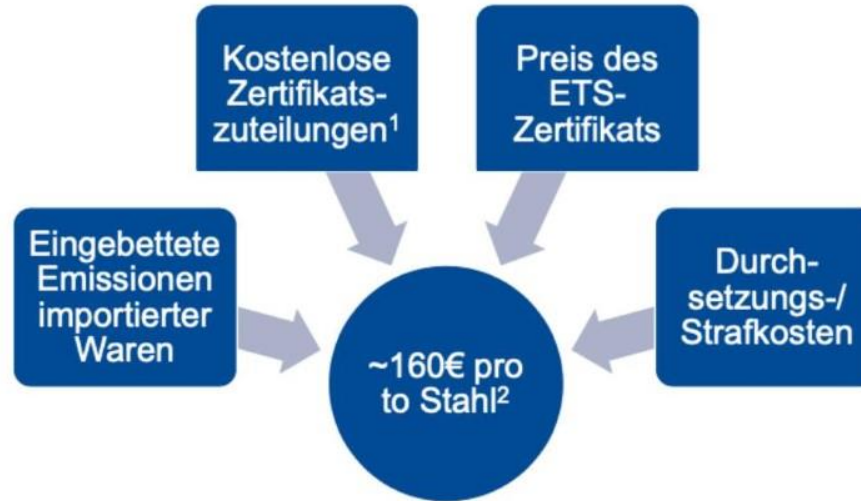 Kostenlose
Zertifikats-
zuteilungen¹
Preis des
ETS-
Zertifikats
Eingebettete
Emissionen
importierter
Waren
Durch-
setzungs-/
Strafkosten
~160€ pro
to Stahl²